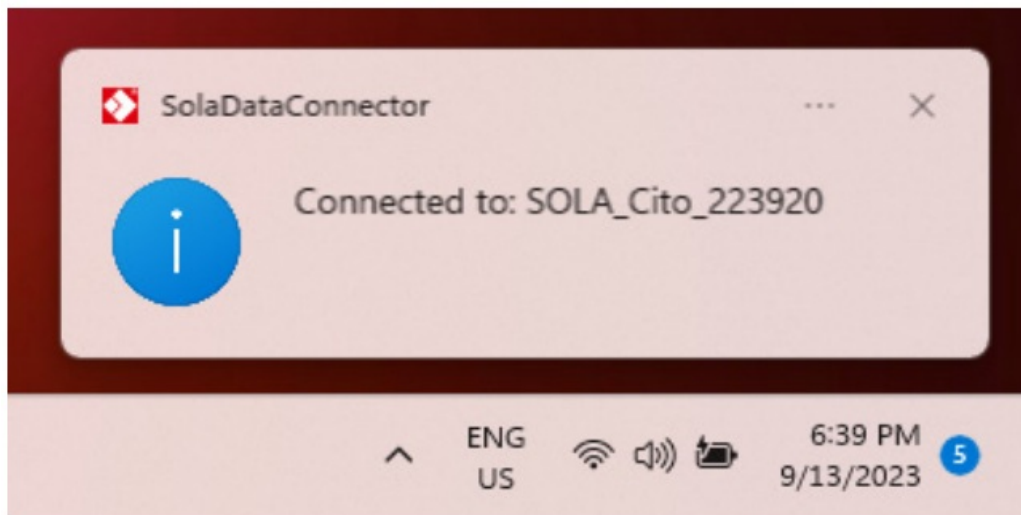 SolaDataConnector
Connected to: SOLA_Cito_223920
ENG
US
6:39 PM
9/13/2023
5